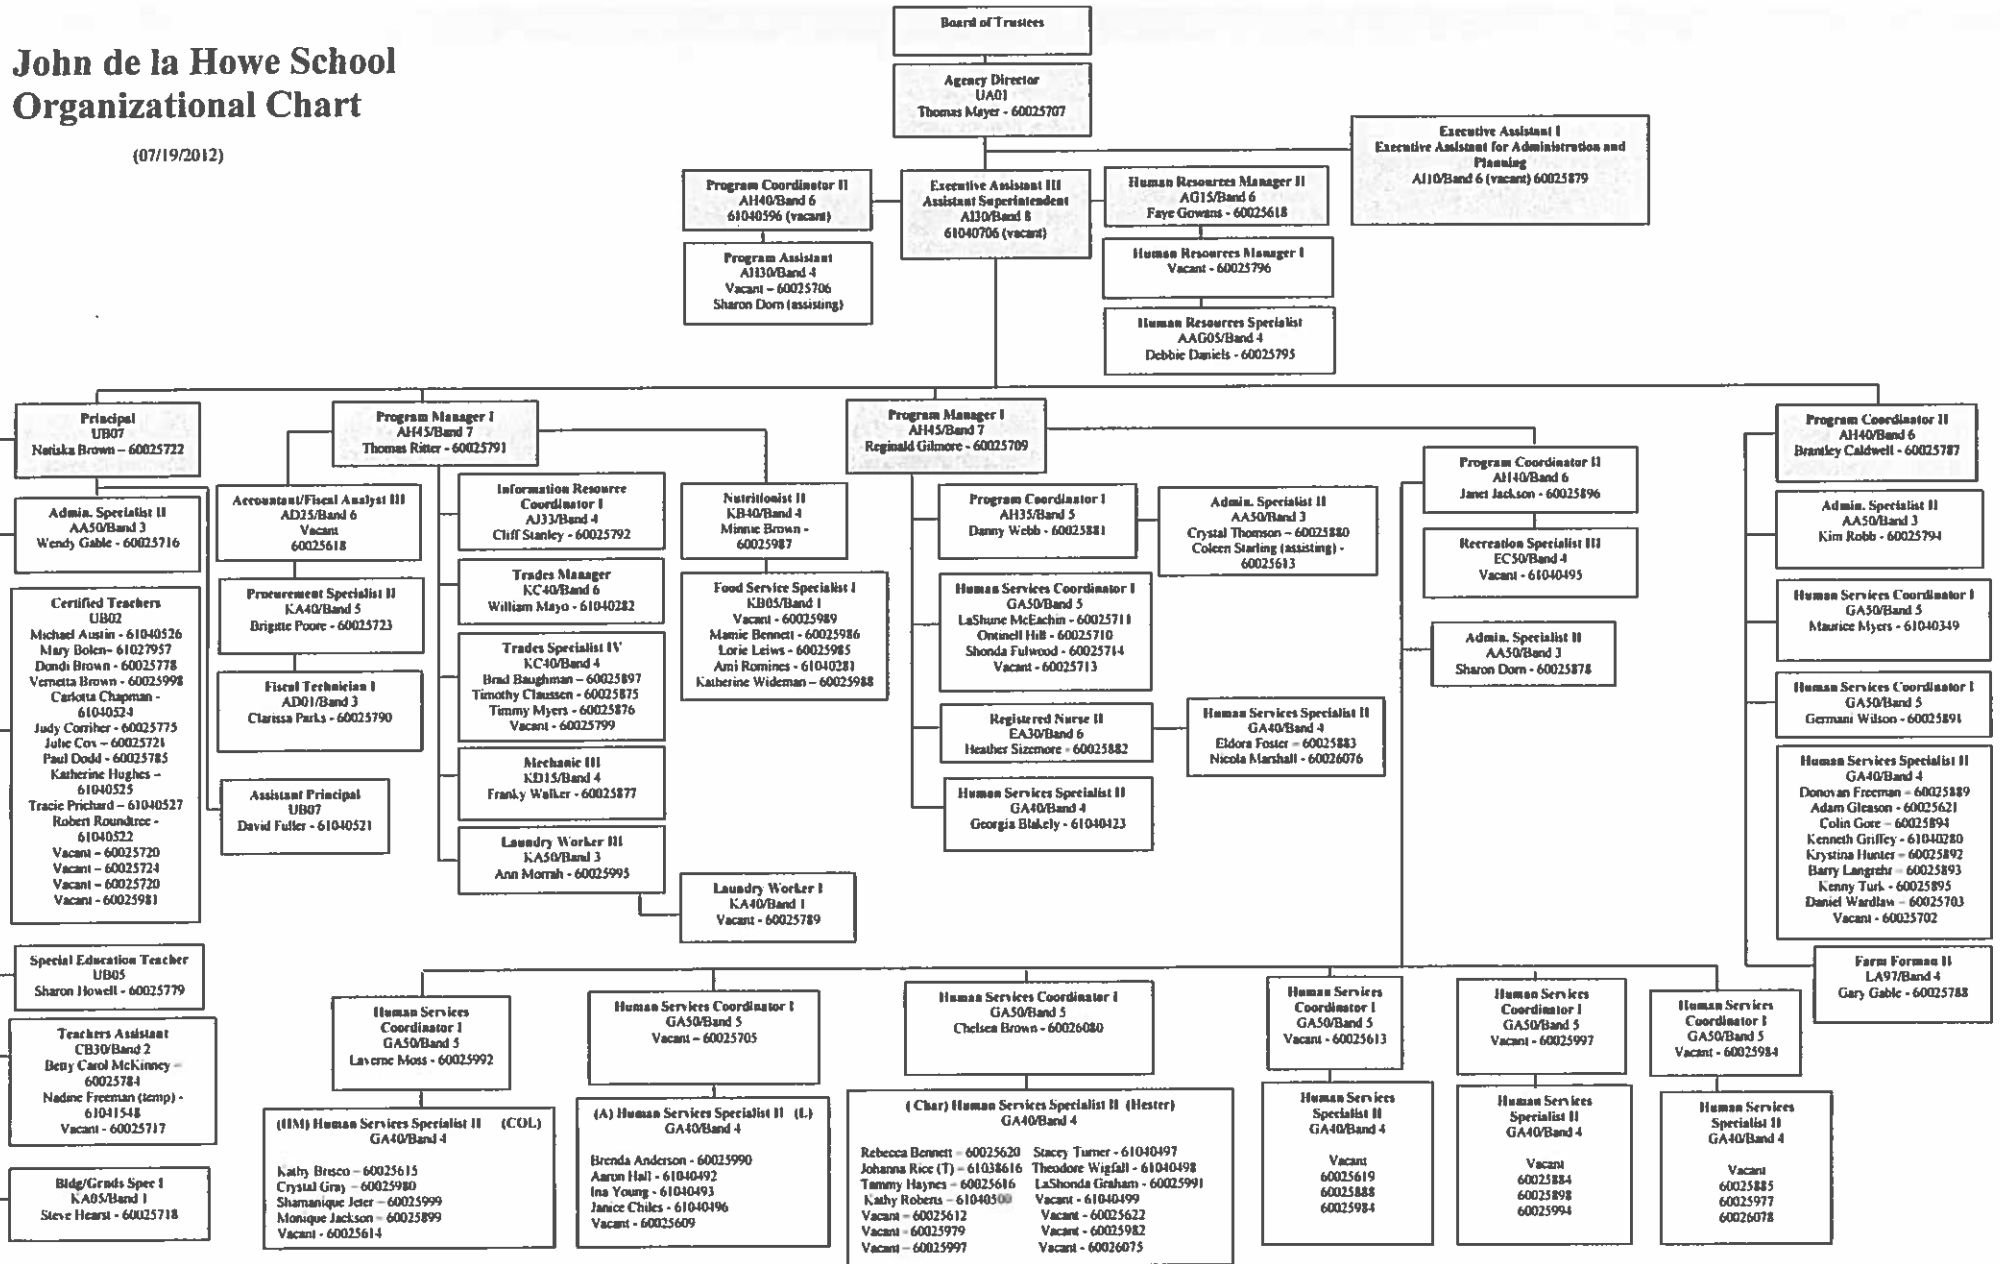 John de la Howe School
Organizational Chart
(07/19/2012)
Board of Trustees
Agency Director
UA01
Thomas Mayer - 60025707
Executive Assistant I
Executive Assistant for Administration and
Planning
AI10/Band 6 (vacant) 60025879
Program Coordinator II
AH40/Band 6
61040596 (vacant)
Executive Assistant III
Assistant Superintendent
AI30/Band 8
61040706 (vacant)
Human Resources Manager II
AG15/Band 6
Faye Gowans - 60025618
Program Assistant
AH30/Band 4
Vacant – 60025706
Sharon Dorn (assisting)
Human Resources Manager I
Vacant - 60025796
Human Resources Specialist
AAG05/Band 4
Debbie Daniels - 60025795
Principal
UB07
Natiska Brown – 60025722
Admin. Specialist II
AA50/Band 3
Wendy Gable - 60025716
Certified Teachers
UB02
Michael Austin - 61040526
Mary Bolen– 61027957
Dondi Brown - 60025778
Vernetta Brown - 60025998
Carlotta Chapman -
61040524
Judy Corriher - 60025775
Julie Cox – 60025721
Paul Dodd - 60025785
Katherine Hughes –
61040525
Tracie Prichard – 61040527
Robert Roundtree -
61040522
Vacant – 60025720
Vacant – 60025724
Vacant – 60025720
Vacant – 60025981
Special Education Teacher
UB05
Sharon Howell - 60025779
Teachers Assistant
CB30/Band 2
Betty Carol McKinney –
60025784
Nadine Freeman (temp) -
61041548
Vacant - 60025717
Bldg/Grnds Spec I
KA05/Band 1
Steve Hearst - 60025718
Assistant Principal
UB07
David Fuller - 61040521
Program Manager I
AH45/Band 7
Thomas Ritter - 60025791
Accountant/Fiscal Analyst III
AD25/Band 6
Vacant
60025618
Procurement Specialist II
KA40/Band 5
Brigitte Poore - 60025723
Fiscal Technician I
AD01/Band 3
Clarissa Parks - 60025790
Information Resource
Coordinator I
AJ33/Band 4
Cliff Stanley - 60025792
Trades Manager
KC40/Band 6
William Mayo - 61040282
Trades Specialist IV
KC40/Band 4
Brad Baughman – 60025897
Timothy Claussen - 60025875
Timmy Myers - 60025876
Vacant - 60025799
Mechanic III
KD15/Band 4
Franky Walker - 60025877
Laundry Worker III
KA50/Band 3
Ann Morrah - 60025995
Laundry Worker I
KA40/Band 1
Vacant - 60025789
Nutritionist II
KB40/Band 4
Minnie Brown -
60025987
Food Service Specialist I
KB05/Band 1
Vacant - 60025989
Mamie Bennett - 60025986
Lorie Leiws - 60025985
Ami Romines - 61040281
Katherine Wideman – 60025988
Program Manager I
AH45/Band 7
Reginald Gilmore - 60025709
Program Coordinator I
AH35/Band 5
Danny Webb - 60025881
Admin. Specialist II
AA50/Band 3
Crystal Thomson – 60025880
Coleen Starling (assisting) -
60025613
Human Services Coordinator I
GA50/Band 5
LaShune McEachin - 60025711
Ontinell Hill - 60025710
Shonda Fulwood - 60025714
Vacant - 60025713
Registered Nurse II
EA30/Band 6
Heather Sizemore - 60025882
Human Services Specialist II
GA40/Band 4
Eldora Foster – 60025883
Nicola Marshall - 60026076
Human Services Specialist II
GA40/Band 4
Georgia Blakely - 61040423
Program Coordinator II
AH40/Band 6
Janet Jackson - 60025896
Recreation Specialist III
EC50/Band 4
Vacant - 61040495
Admin. Specialist II
AA50/Band 3
Sharon Dorn - 60025878
Program Coordinator II
AH40/Band 6
Brantley Caldwell - 60025787
Admin. Specialist II
AA50/Band 3
Kim Robb - 60025794
Human Services Coordinator I
GA50/Band 5
Maurice Myers - 61040349
Human Services Coordinator I
GA50/Band 5
Germani Wilson - 60025891
Human Services Specialist II
GA40/Band 4
Donovan Freeman – 60025889
Adam Gleason - 60025621
Colin Gore – 60025894
Kenneth Griffey - 61040280
Krystina Hunter – 60025892
Barry Langrehr - 60025893
Kenny Turk - 60025895
Daniel Wardlaw – 60025703
Vacant - 60025702
Farm Forman II
LA97/Band 4
Gary Gable - 60025788
Human Services
Coordinator I
GA50/Band 5
Laverne Moss - 60025992
Human Services Coordinator I
GA50/Band 5
Vacant – 60025705
Human Services Coordinator I
GA50/Band 5
Chelsea Brown - 60026080
Human Services
Coordinator I
GA50/Band 5
Vacant - 60025613
Human Services
Coordinator I
GA50/Band 5
Vacant - 60025997
Human Services
Coordinator I
GA50/Band 5
Vacant - 60025984
(HM) Human Services Specialist II (COL)
GA40/Band 4
Kathy Brisco – 60025615
Crystal Gray – 60025980
Shamanique Jeter – 60025999
Monique Jackson – 60025899
Vacant - 60025614
(A) Human Services Specialist II (L)
GA40/Band 4
Brenda Anderson - 60025990
Aarun Hall - 61040492
Ina Young - 61040493
Janice Chiles - 61040496
Vacant – 60025609
( Char) Human Services Specialist II (Hester)
GA40/Band 4
Rebecca Bennett – 60025620 Stacey Turner - 61040497
Johanna Rice (T) – 61038616 Theodore Wigfall - 61040498
Tammy Haynes – 60025616 LaShonda Graham - 60025991
Kathy Roberts – 61040500 Vacant - 61040499
Vacant – 60025612 Vacant - 60025622
Vacant - 60025979 Vacant - 60025982
Vacant – 60025997 Vacant - 60026075
Human Services
Specialist II
GA40/Band 4
Vacant
60025619
60025888
60025984
Human Services
Specialist II
GA40/Band 4
Vacant
60025884
60025898
60025994
Human Services
Specialist II
GA40/Band 4
Vacant
60025885
60025977
60026078